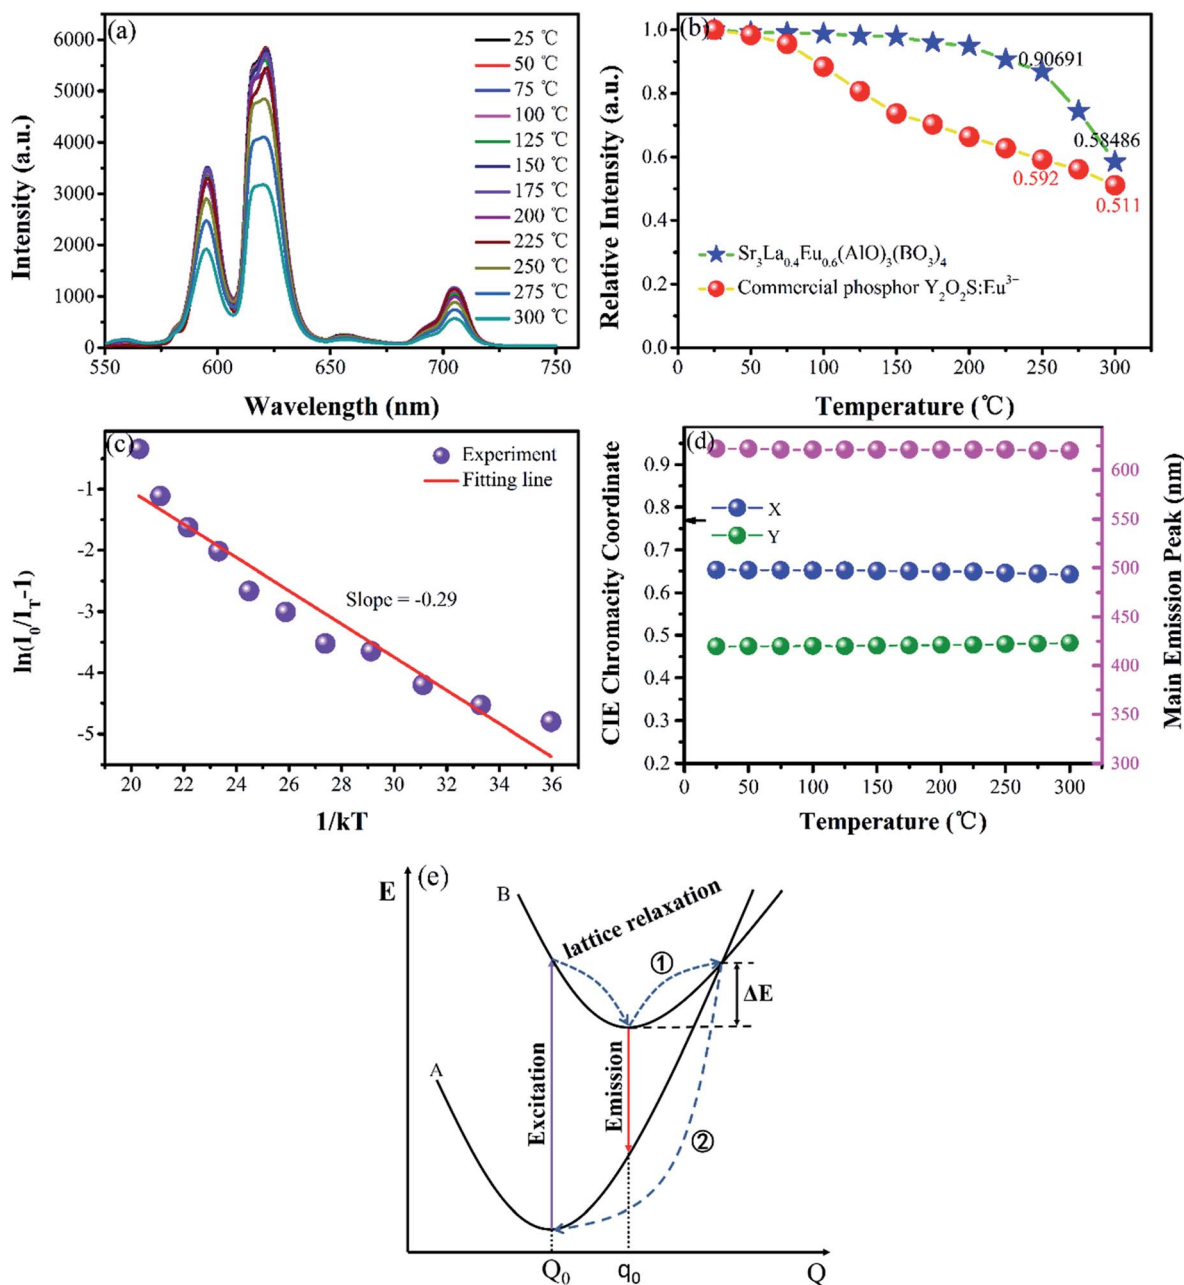 (a)
6000
5000
4000
3000
2000
1000
0
Intensity (a.u.)
25 ℃
50 ℃
75 ℃
100 ℃
125 ℃
150 ℃
175 ℃
200 ℃
225 ℃
250 ℃
275 ℃
300 ℃
550 600 650 700 750
Wavelength (nm)
(b)
1.0
0.8
0.6
0.4
0.2
0.0
Relative Intensity (a.u.)
0.90691
0.58486
0.592
0.511
Sr₃La₀.₄Eu₀.₆(AlO)₃(BO₃)₄
Commercial phosphor Y₂O₂S:Eu³⁻
0 50 100 150 200 250 300
Temperature (℃)
(c)
-1
-2
-3
-4
-5
ln(I₀/I_T-1)
Experiment
Fitting line
Slope = -0.29
20 22 24 26 28 30 32 34 36
1/kT
(d)
0.9
0.8
0.7
0.6
0.5
0.4
0.3
0.2
CIE Chromacity Coordinate
X
Y
600
550
500
450
400
350
300
Main Emission Peak (nm)
0 50 100 150 200 250 300
Temperature (℃)
(e)
E
B
lattice relaxation
①
ΔE
A
Excitation
Emission
②
Q₀ q₀ Q